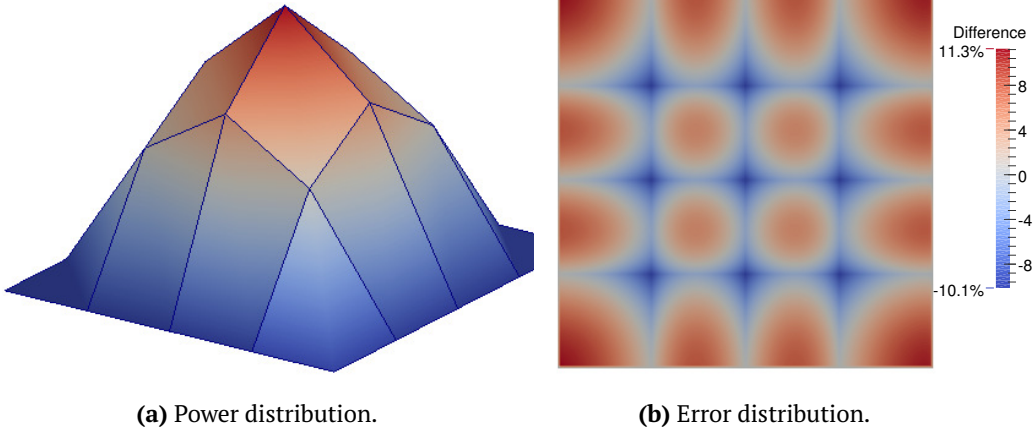 Difference
11.3%
8
4
0
-4
-8
-10.1%
(a) Power distribution.
(b) Error distribution.